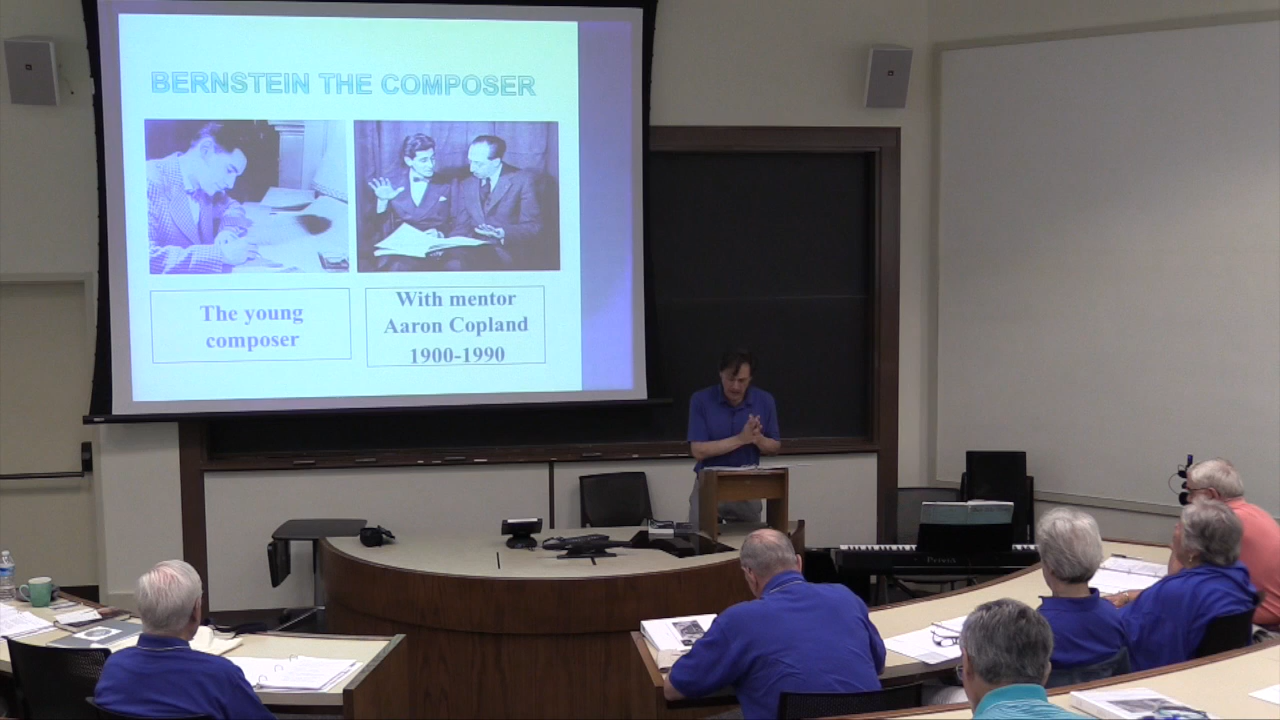 BERNSTEIN THE COMPOSER
The young
composer
With mentor
Aaron Copland
1900-1990